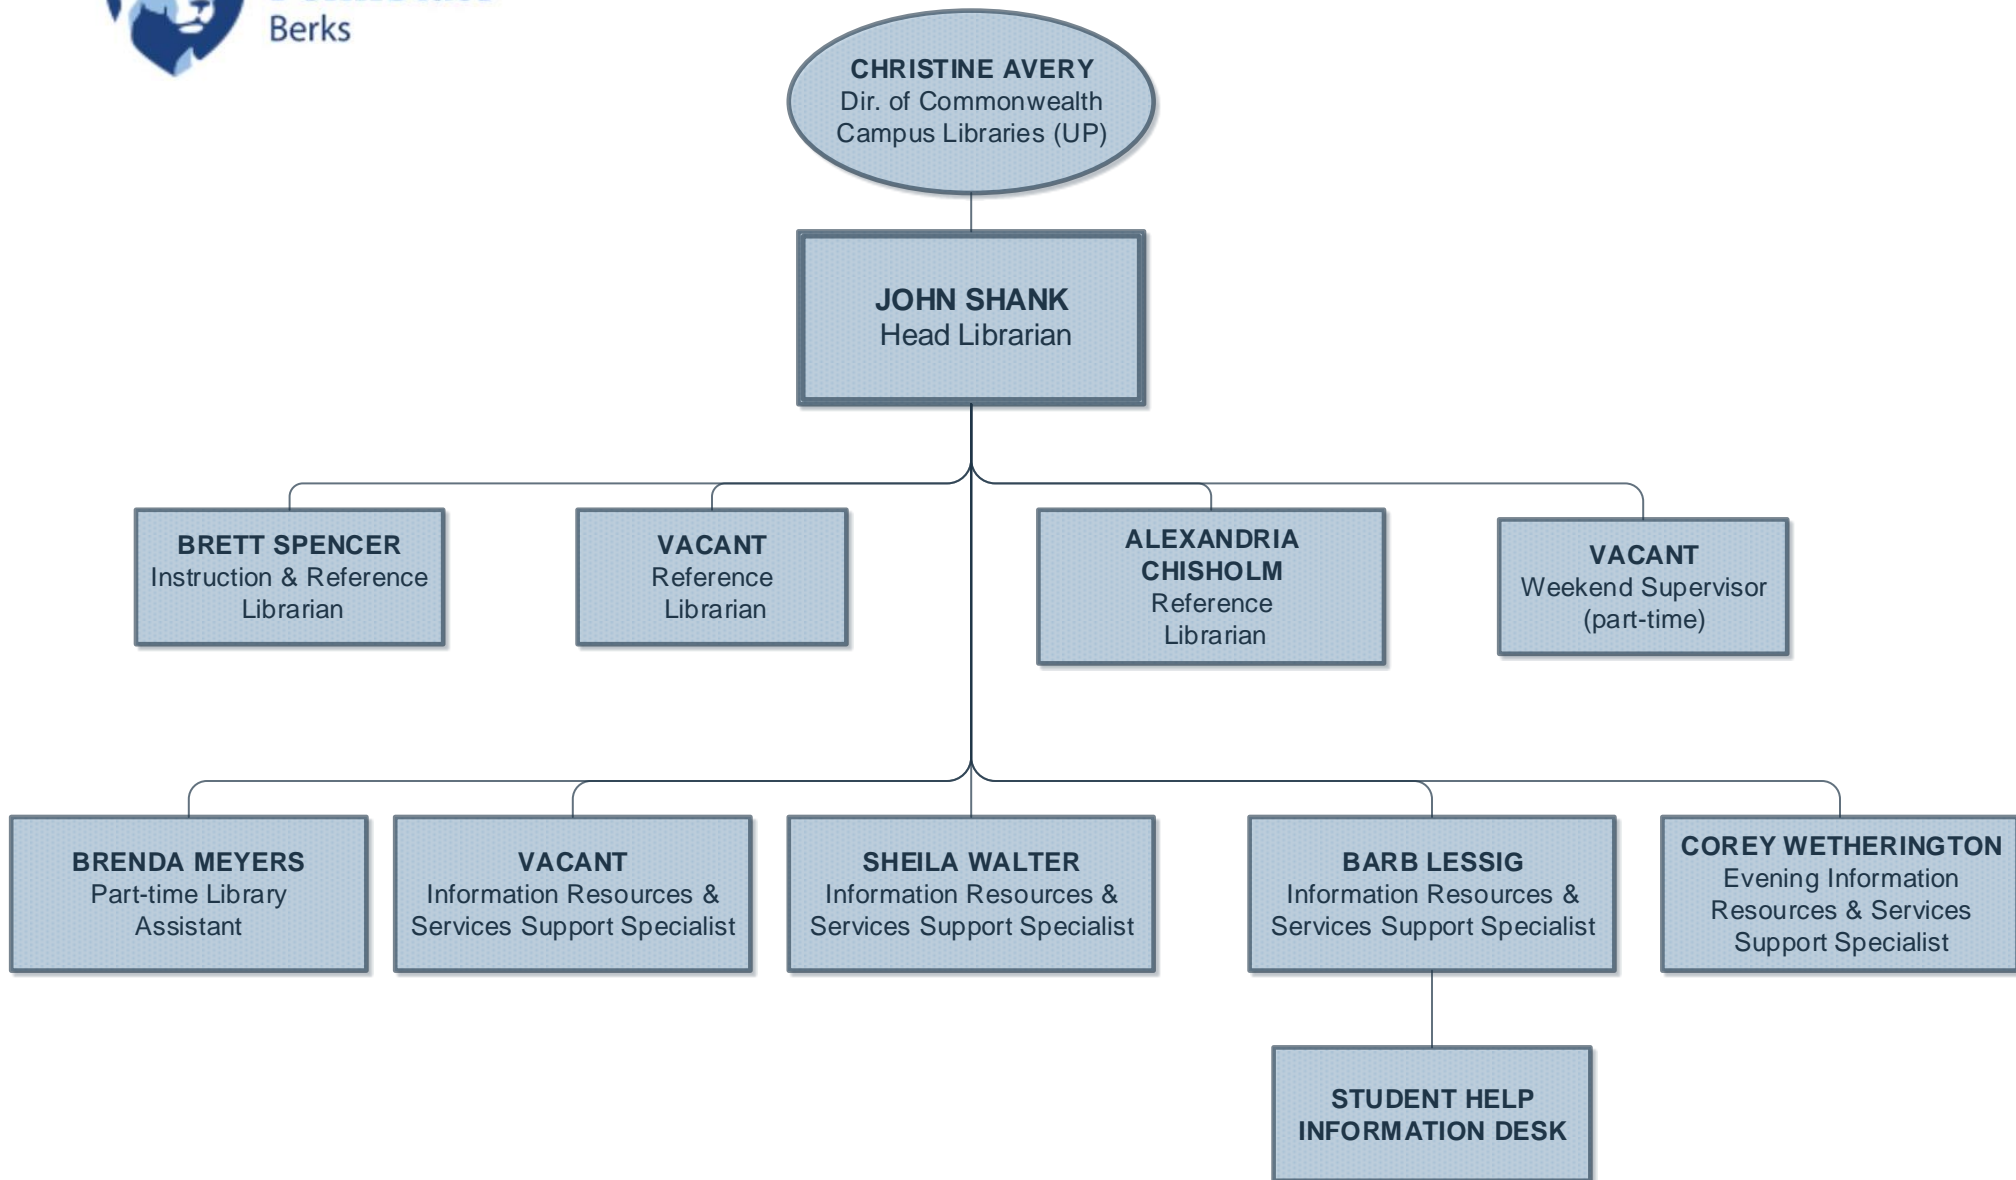 Berks
CHRISTINE AVERY
Dir. of Commonwealth
Campus Libraries (UP)
JOHN SHANK
Head Librarian
BRETT SPENCER
Instruction & Reference
Librarian
VACANT
Reference
Librarian
ALEXANDRIA
CHISHOLM
Reference
Librarian
VACANT
Weekend Supervisor
(part-time)
BRENDA MEYERS
Part-time Library
Assistant
VACANT
Information Resources &
Services Support Specialist
SHEILA WALTER
Information Resources &
Services Support Specialist
BARB LESSIG
Information Resources &
Services Support Specialist
COREY WETHERINGTON
Evening Information
Resources & Services
Support Specialist
STUDENT HELP
INFORMATION DESK